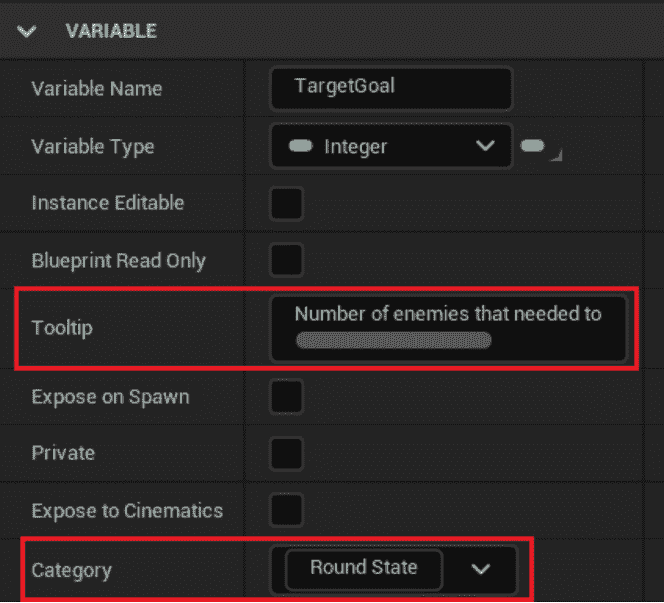 VARIABLE
Variable Name TargetGoal
Variable Type Integer
Instance Editable
Blueprint Read Only
Tooltip Number of enemies that needed to
Expose on Spawn
Private
Expose to Cinematics
Category Round State